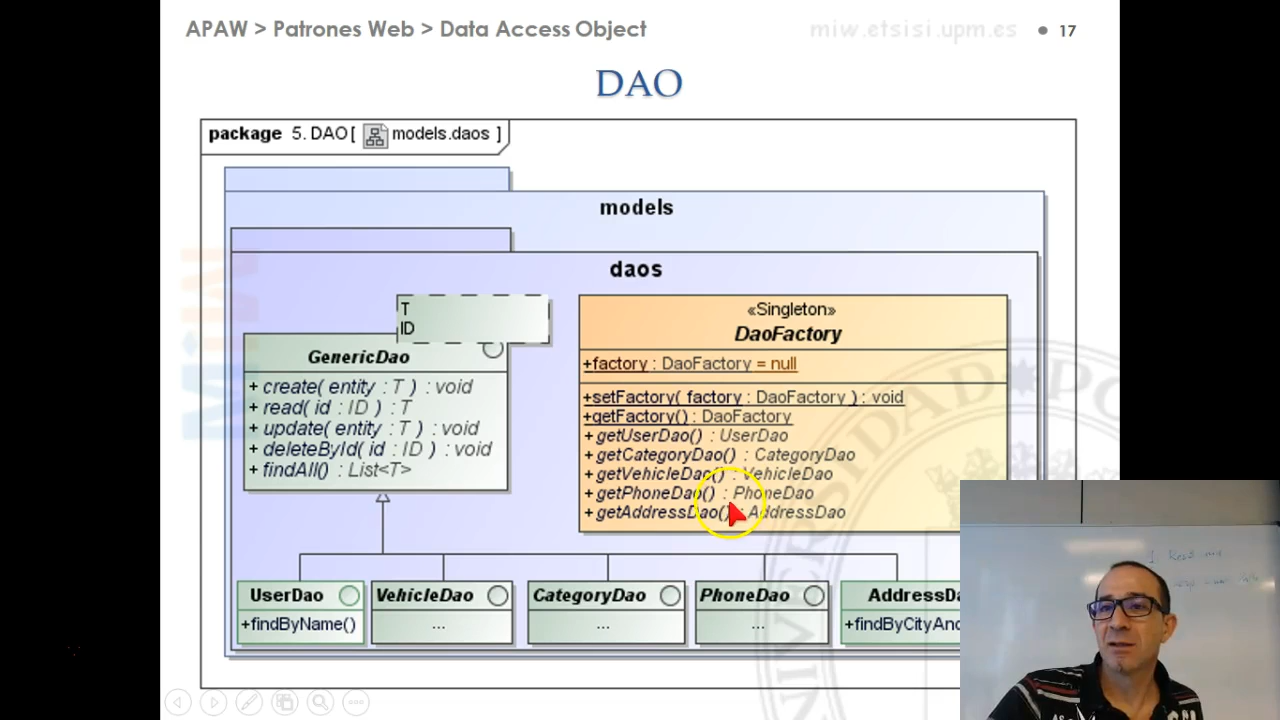 APAW > Patrones Web > Data Access Object
miw.etsisi.upm.es
17
DAO
package 5. DAO[ models.daos ]
models
daos
T
ID
GenericDao
+ create( entity : T ) : void
+ read( id : ID ) : T
+ update( entity : T ) : void
+ deleteById( id : ID ) : void
+ findAll() : List<T>
«Singleton»
DaoFactory
+factory : DaoFactory = null
+setFactory( factory : DaoFactory ) : void
+getFactory() : DaoFactory
+ getUserDao() : UserDao
+ getCategoryDao() : CategoryDao
+ getVehicleDao() : VehicleDao
+ getPhoneDao() : PhoneDao
+ getAddressDao() : AddressDao
UserDao
+findByName()
VehicleDao
...
CategoryDao
...
PhoneDao
...
AddressDa
+findByCityAnd
MiW